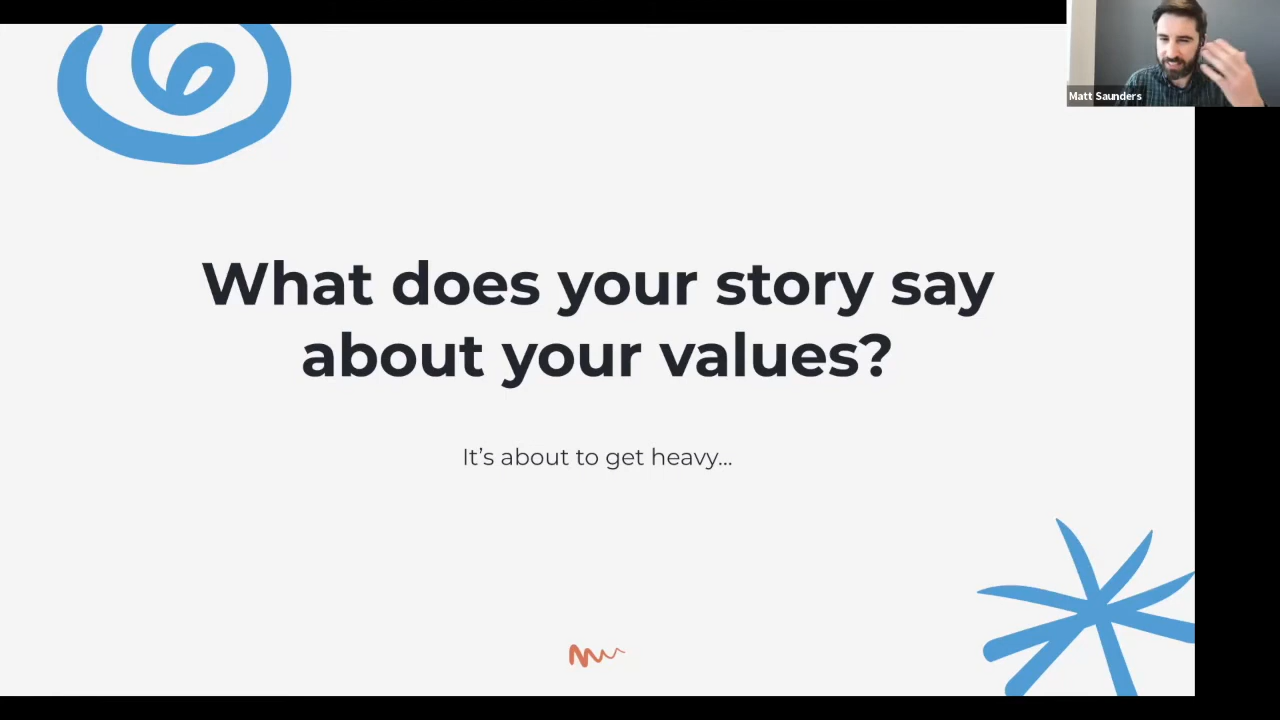 Matt Saunders
What does your story say
about your values?
It’s about to get heavy...